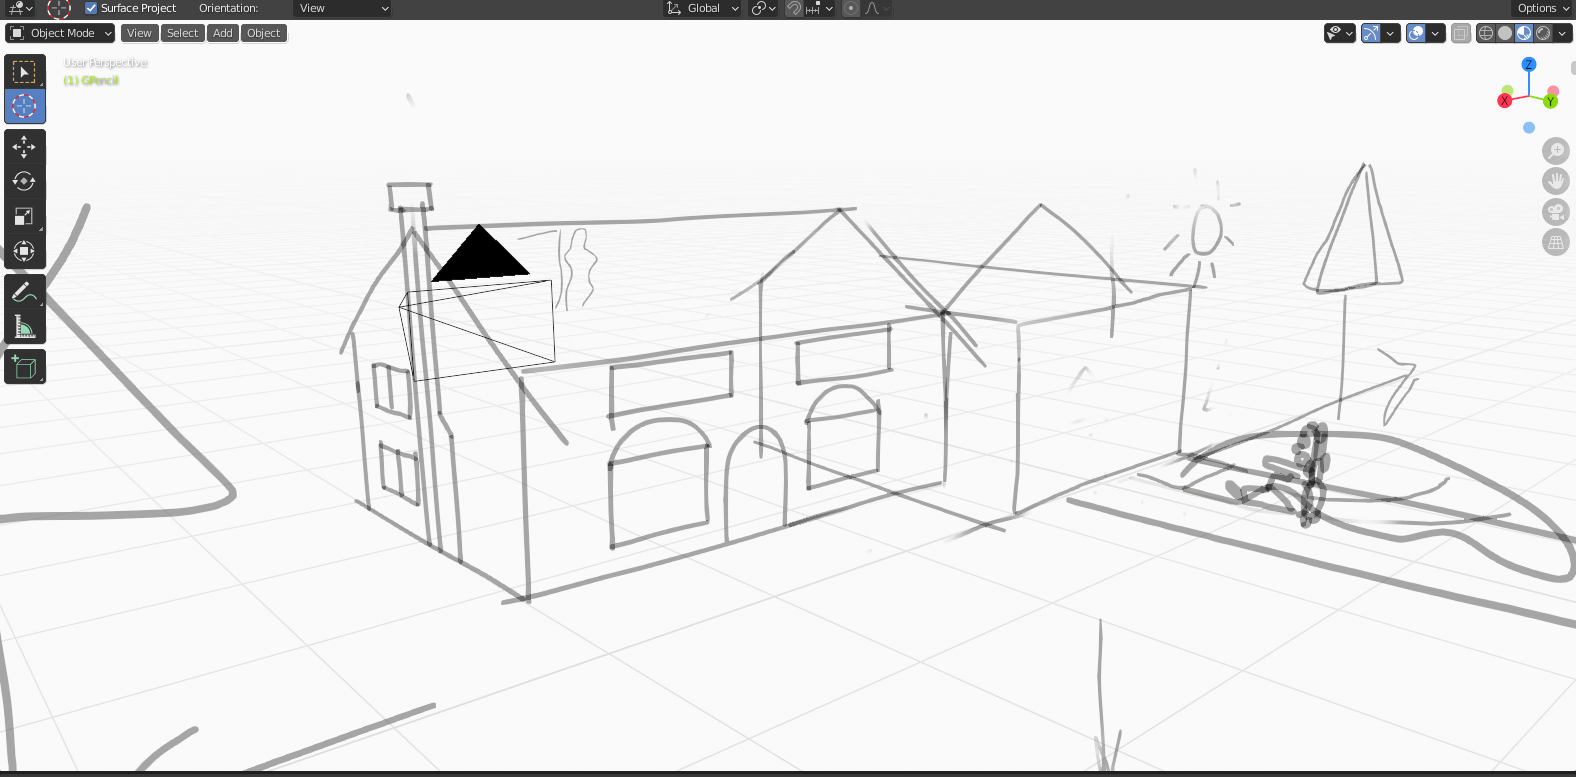 Surface Project Orientation: View Global Options
Object Mode View Select Add Object
User Perspective
(1) GPencil
Z
X Y